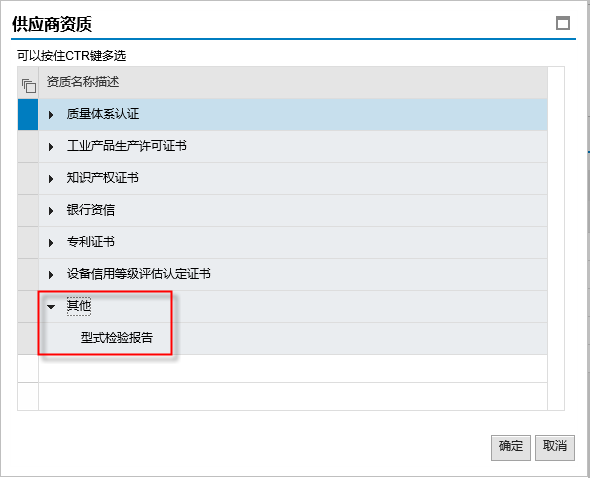 供应商资质
可以按住CTR键多选
资质名称描述
质量体系认证
工业产品生产许可证书
知识产权证书
银行资信
专利证书
设备信用等级评估认定证书
其他
型式检验报告
确定 取消